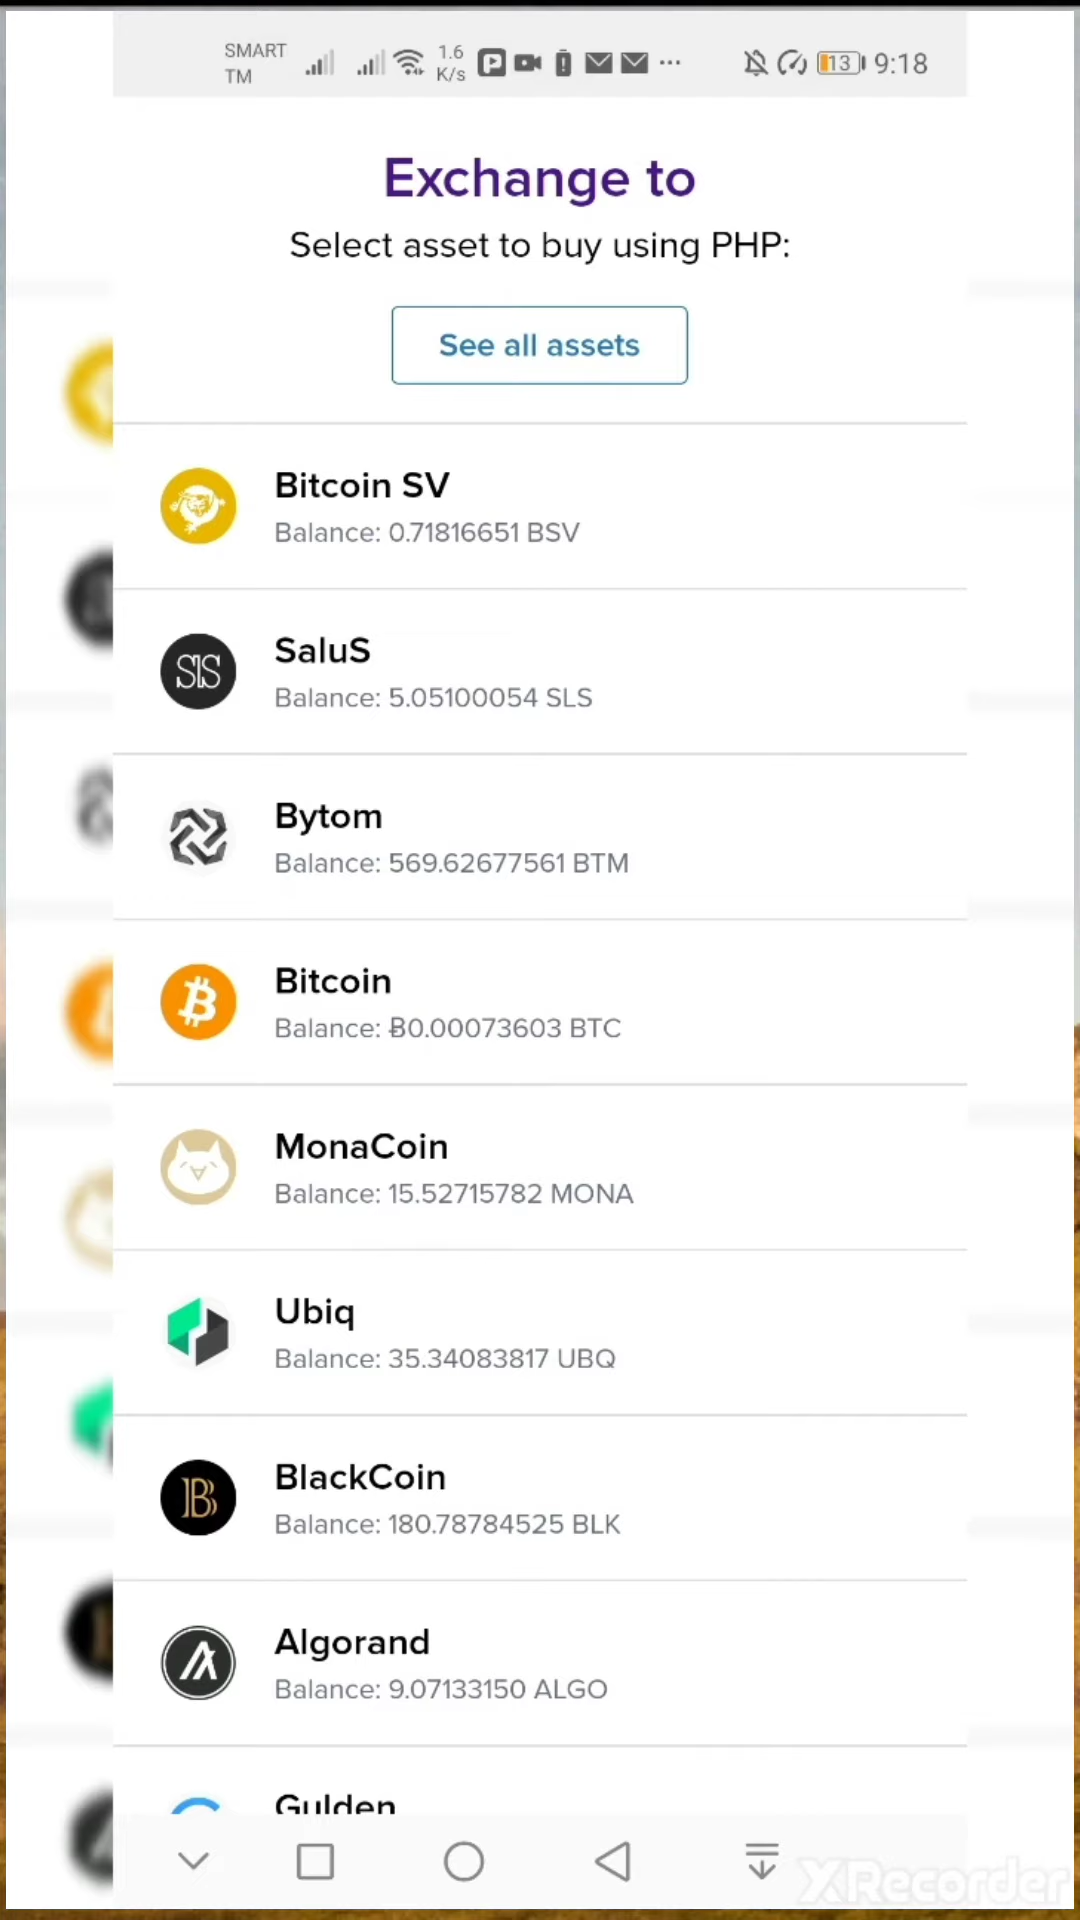 SMART
TM
1.6
K/s
13
9:18
Exchange to
Select asset to buy using PHP:
See all assets
Bitcoin SV
Balance: 0.71816651 BSV
SLS
SaluS
Balance: 5.05100054 SLS
Bytom
Balance: 569.62677561 BTM
Bitcoin
Balance: Ƀ0.00073603 BTC
MonaCoin
Balance: 15.52715782 MONA
Ubiq
Balance: 35.34083817 UBQ
BlackCoin
Balance: 180.78784525 BLK
Algorand
Balance: 9.07133150 ALGO
Gulden
XRecorder